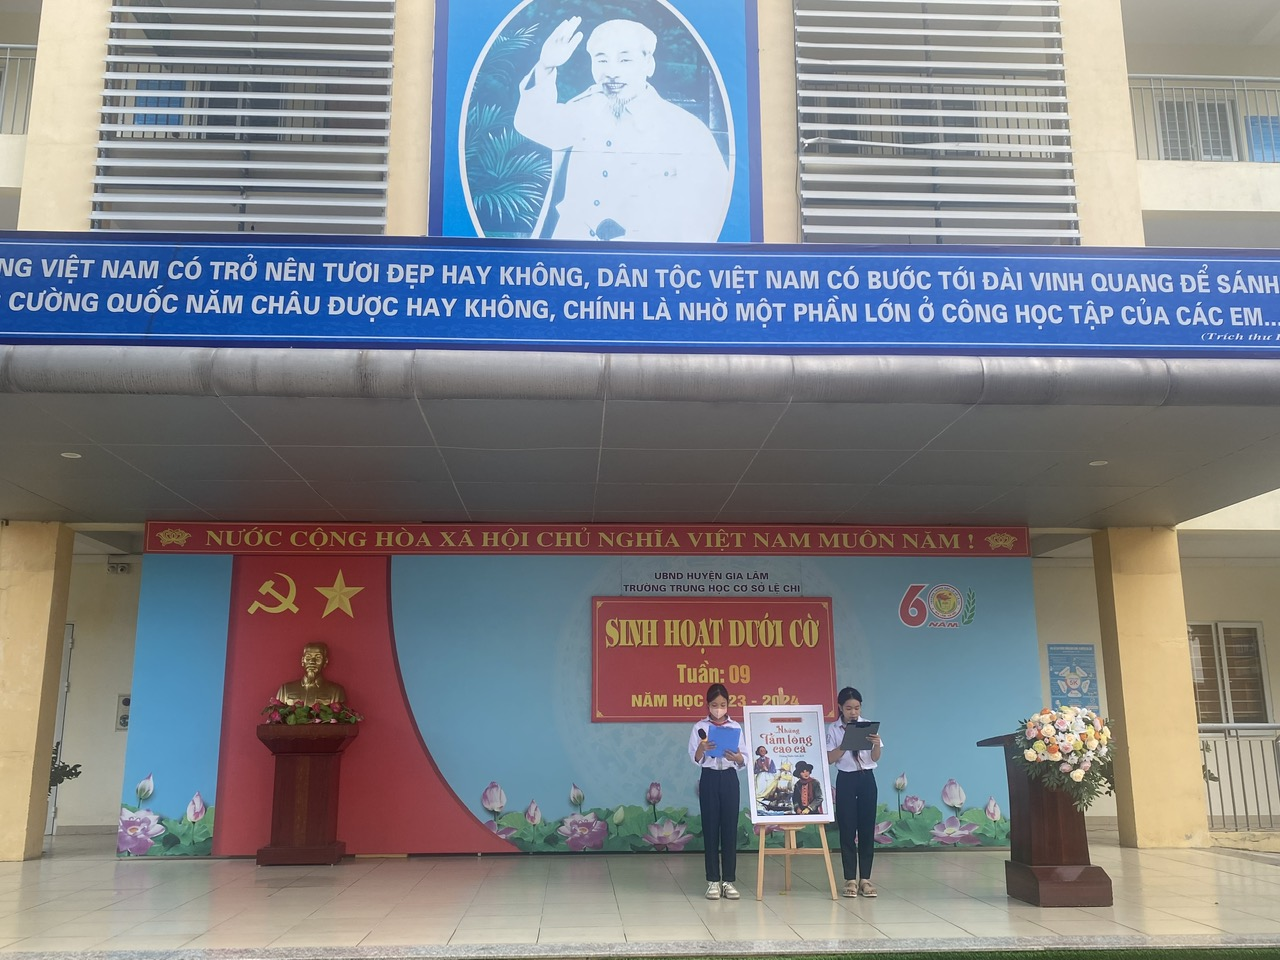 NG VIỆT NAM CÓ TRỞ NÊN TƯƠI ĐẸP HAY KHÔNG, DÂN TỘC VIỆT NAM CÓ BƯỚC TỚI ĐÀI VINH QUANG ĐỂ SÁNH
CƯỜNG QUỐC NĂM CHÂU ĐƯỢC HAY KHÔNG, CHÍNH LÀ NHỜ MỘT PHẦN LỚN Ở CÔNG HỌC TẬP CỦA CÁC EM...
(Trích thư
NƯỚC CỘNG HÒA XÃ HỘI CHỦ NGHĨA VIỆT NAM MUÔN NĂM !
UBND HUYỆN GIA LÂM
TRƯỜNG TRUNG HỌC CƠ SỞ LỆ CHI
60
NĂM
SINH HOẠT DƯỚI CỜ
Tuần: 09
NĂM HỌC 23 - 2024
Những
Tấm lòng
cao cả